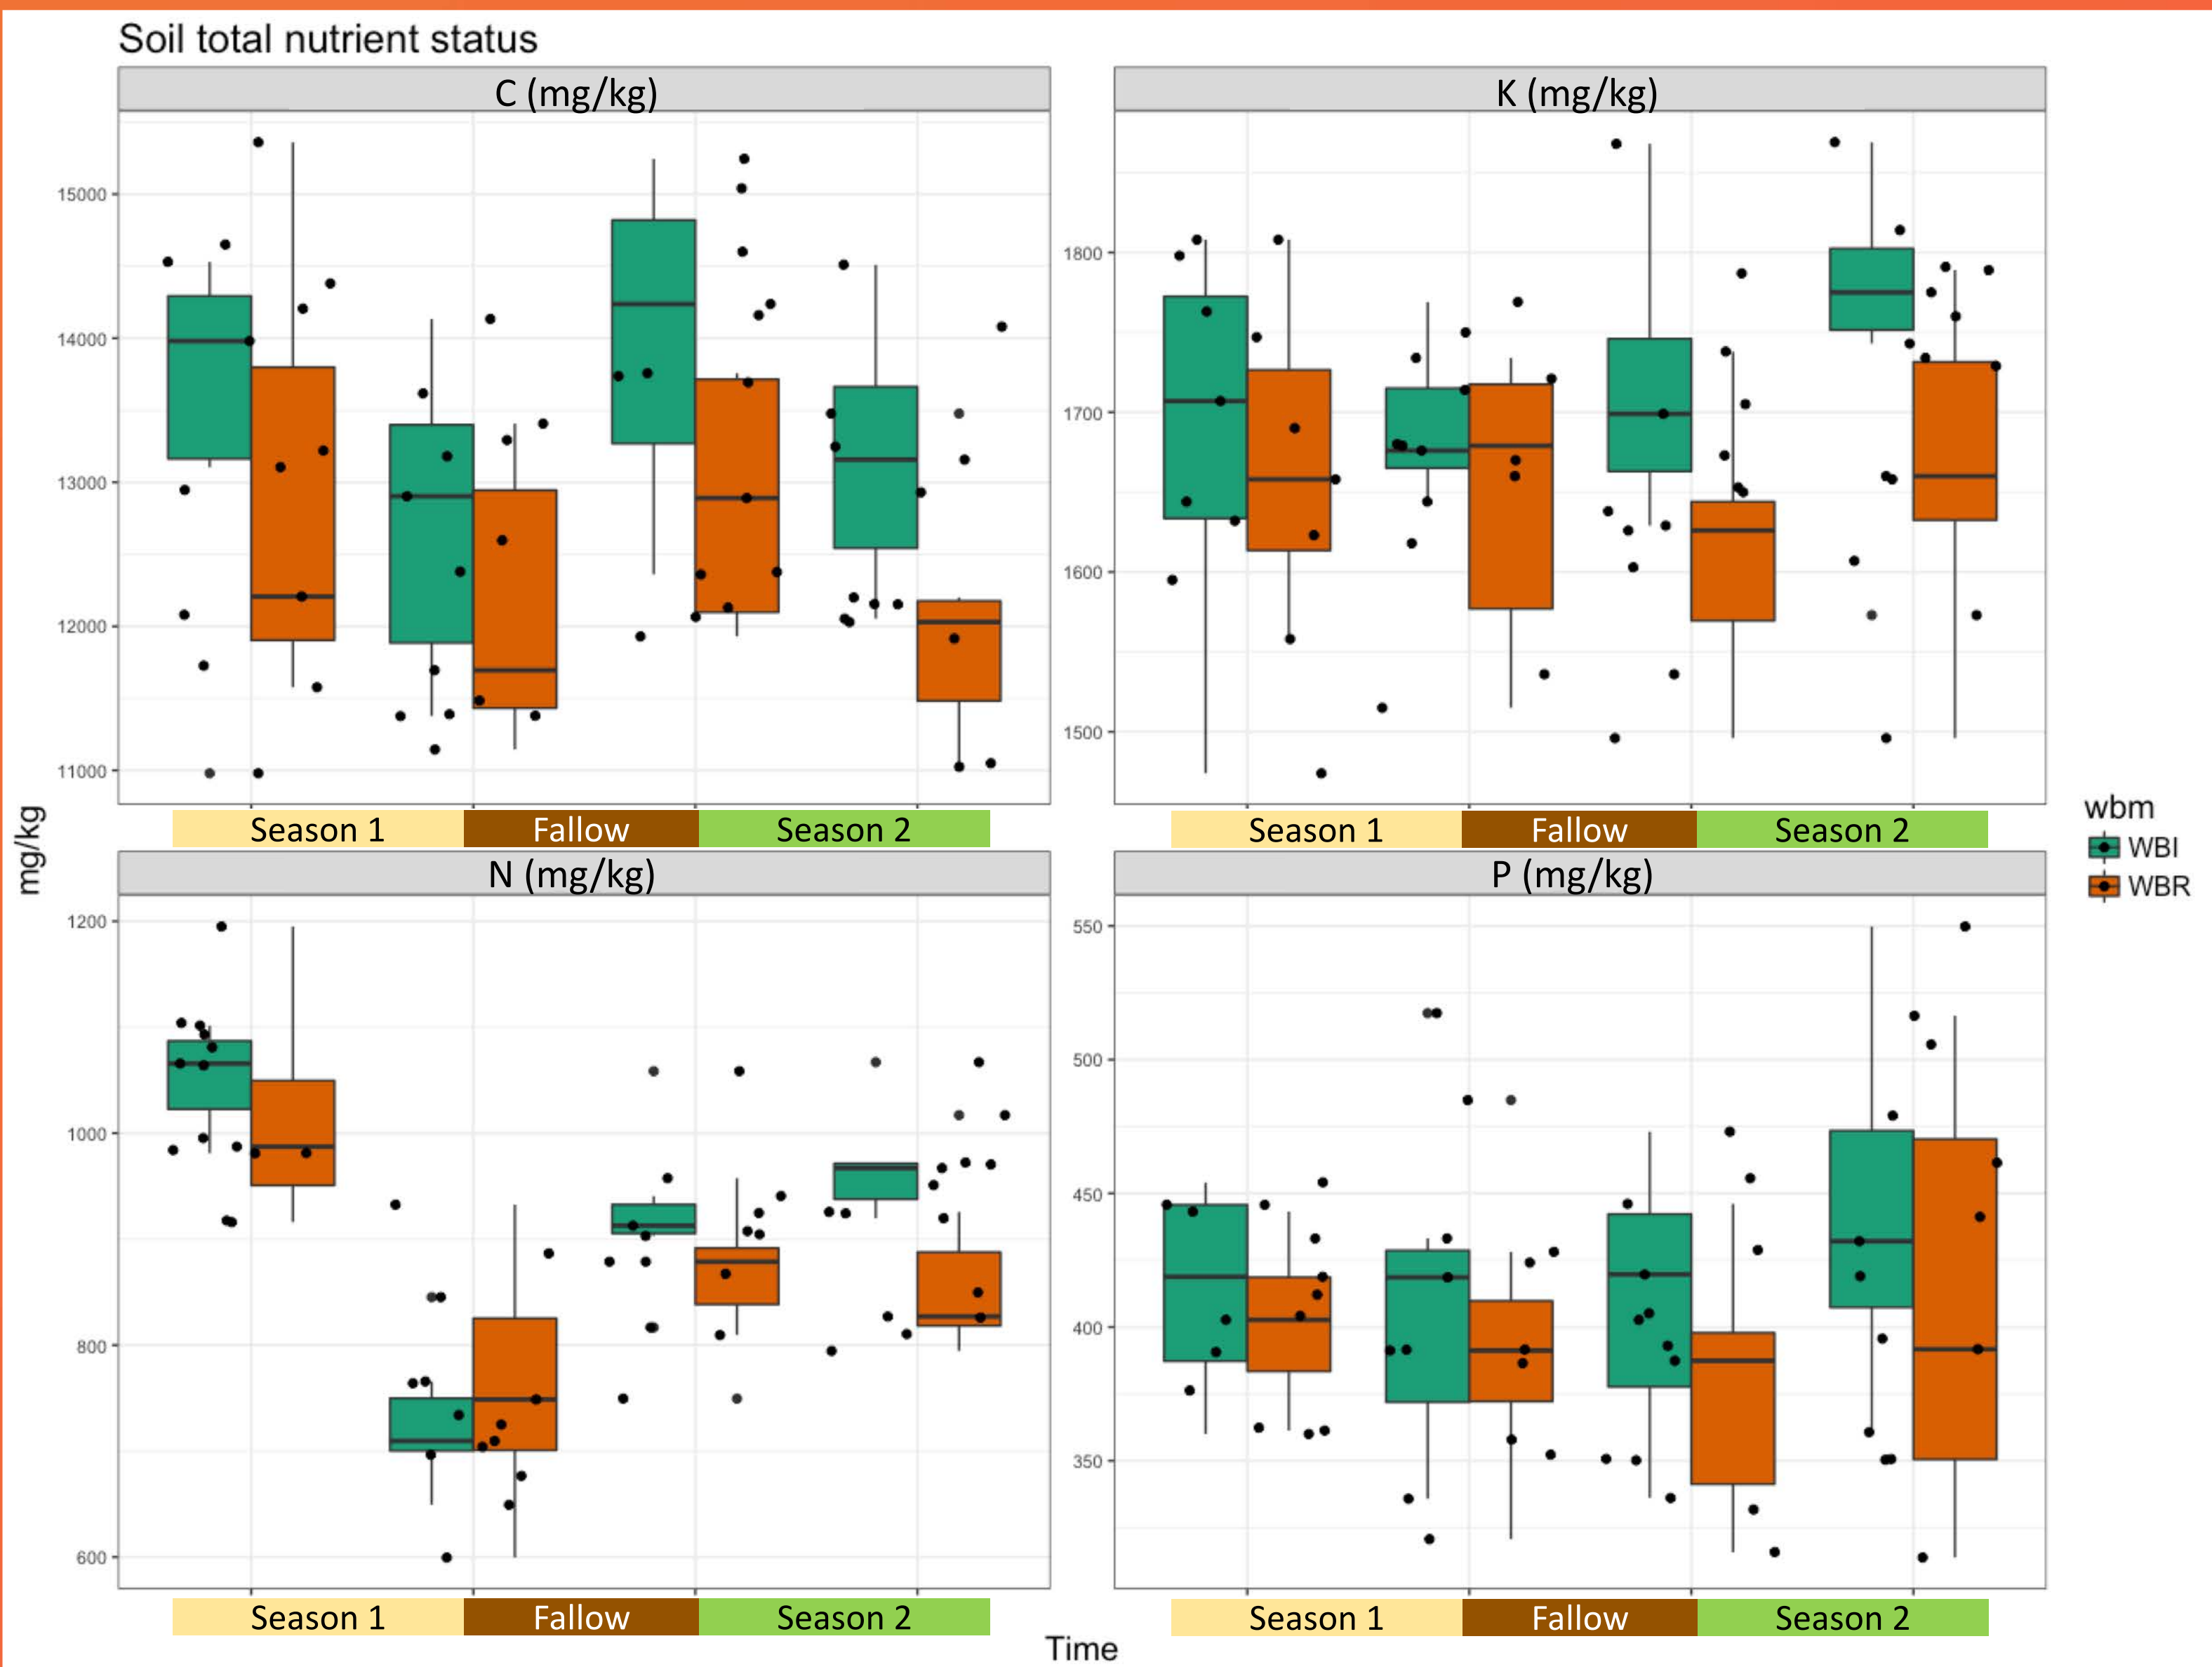 Soil total nutrient status
C (mg/kg)
K (mg/kg)
15000
14000
13000
12000
11000
1800
1700
1600
1500
Season 1 Fallow Season 2
Season 1 Fallow Season 2
mg/kg
wbm
WBI
WBR
N (mg/kg)
P (mg/kg)
1200
1000
800
600
550
500
450
400
350
Season 1 Fallow Season 2
Season 1 Fallow Season 2
Time